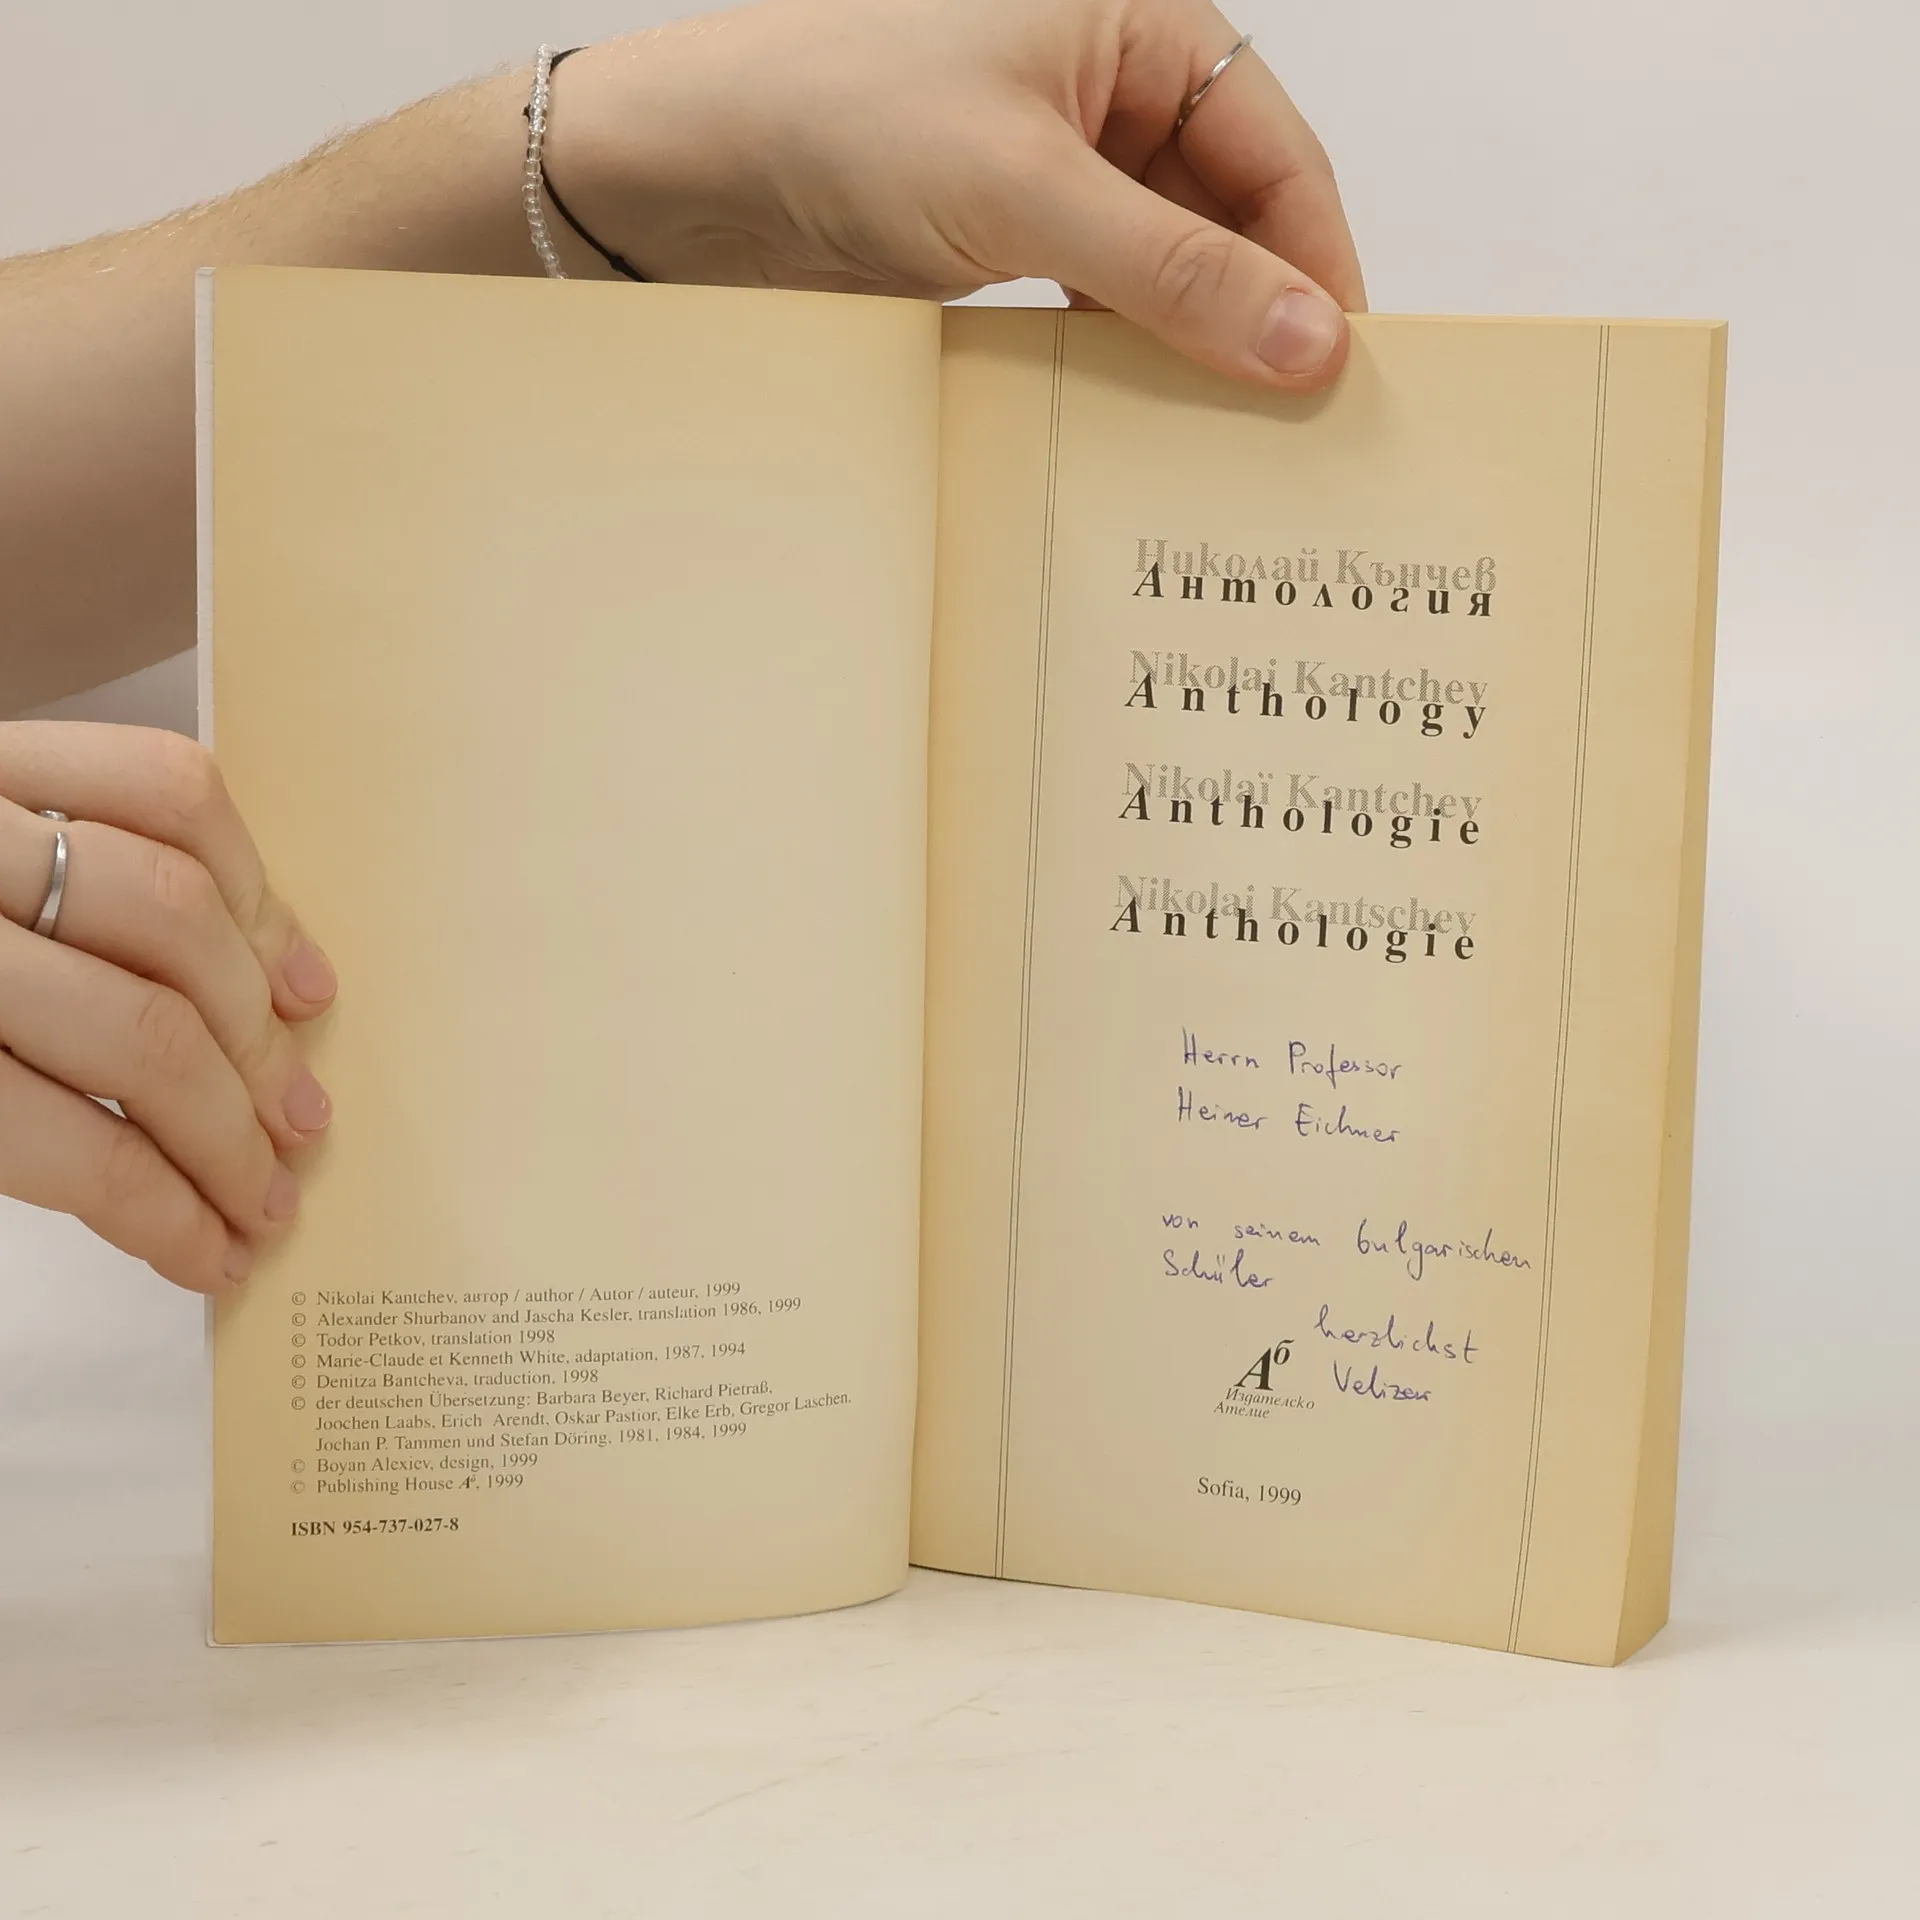 © Nikolai Kantchev, автор / author / Autor / auteur, 1999
© Alexander Shurbanov and Jascha Kesler, translation 1986, 1999
© Todor Petkov, translation 1998
© Marie-Claude et Kenneth White, adaptation, 1987, 1994
© Denitza Bantcheva, traduction, 1998
© der deutschen Übersetzung: Barbara Beyer, Richard Pietraß,
Joochen Laabs, Erich Arendt, Oskar Pastior, Elke Erb, Gregor Laschen,
Jochan P. Tammen und Stefan Döring, 1981, 1984, 1999
© Boyan Alexiev, design, 1999
© Publishing House Aб, 1999
ISBN 954-737-027-8
Николай Кънчев
Антология
Nikolai Kantchev
Anthology
Nikolaï Kantchev
Anthologie
Nikolai Kantschev
Anthologie
Herrn Professor
Heiner Eichner
von seinem bulgarischen
Schüler
herzlichst
Velizar
Аб
Издателско
Ателие
Sofia, 1999